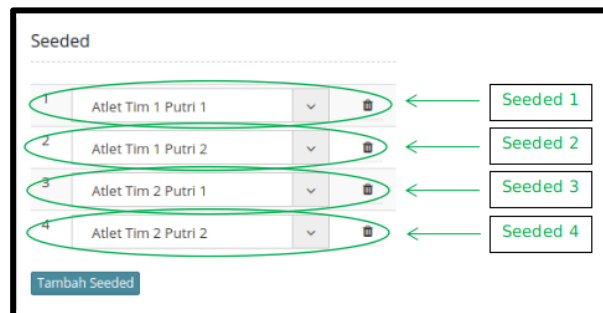 Seeded
1 Atlet Tim 1 Putri 1 Seeded 1
2 Atlet Tim 1 Putri 2 Seeded 2
3 Atlet Tim 2 Putri 1 Seeded 3
4 Atlet Tim 2 Putri 2 Seeded 4
Tambah Seeded